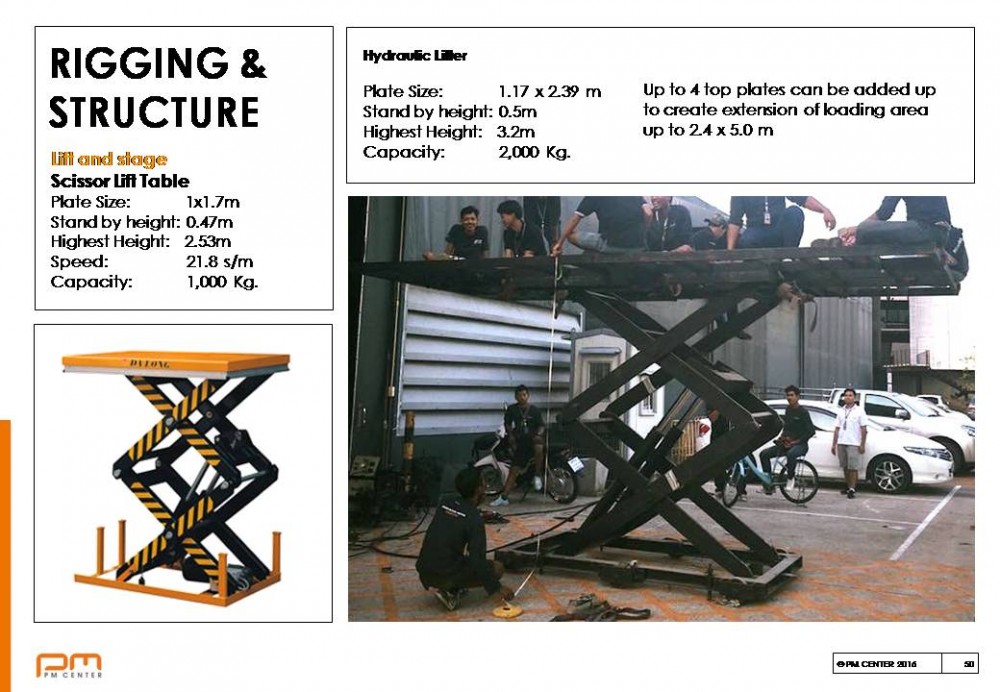 RIGGING &
STRUCTURE
Lift and stage
Scissor Lift Table
Plate Size: 1x1.7m
Stand by height: 0.47m
Highest Height: 2.53m
Speed: 21.8 s/m
Capacity: 1,000 Kg.
Hydraulic Lifter
Plate Size: 1.17 x 2.39 m
Stand by height: 0.5m
Highest Height: 3.2m
Capacity: 2,000 Kg.
Up to 4 top plates can be added up
to create extension of loading area
up to 2.4 x 5.0 m
DALONG
pm
PM CENTER
© PM CENTER 2016
50